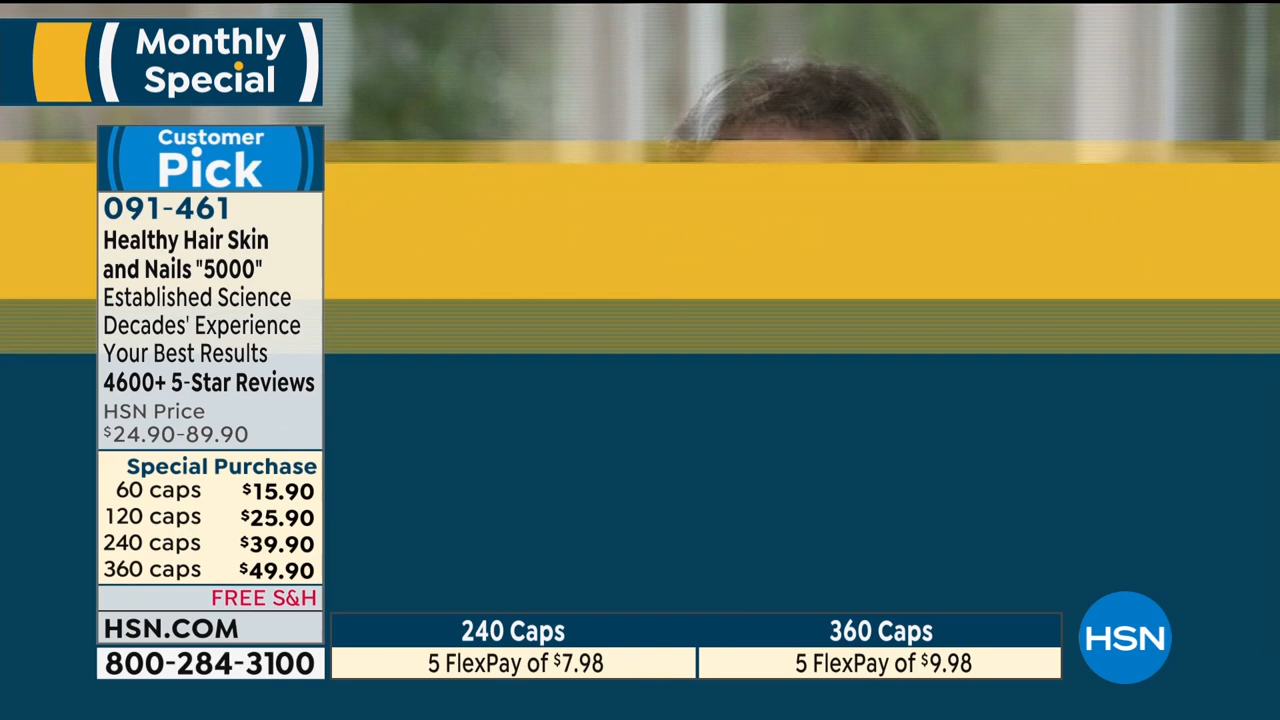 Monthly
Special
Customer
Pick
091-461
Healthy Hair Skin
and Nails "5000"
Established Science
Decades' Experience
Your Best Results
4600+ 5-Star Reviews
HSN Price
$24.90-89.90
Special Purchase
60 caps $15.90
120 caps $25.90
240 caps $39.90
360 caps $49.90
FREE S&H
HSN.COM
800-284-3100
240 Caps 360 Caps
5 FlexPay of $7.98 5 FlexPay of $9.98
HSN